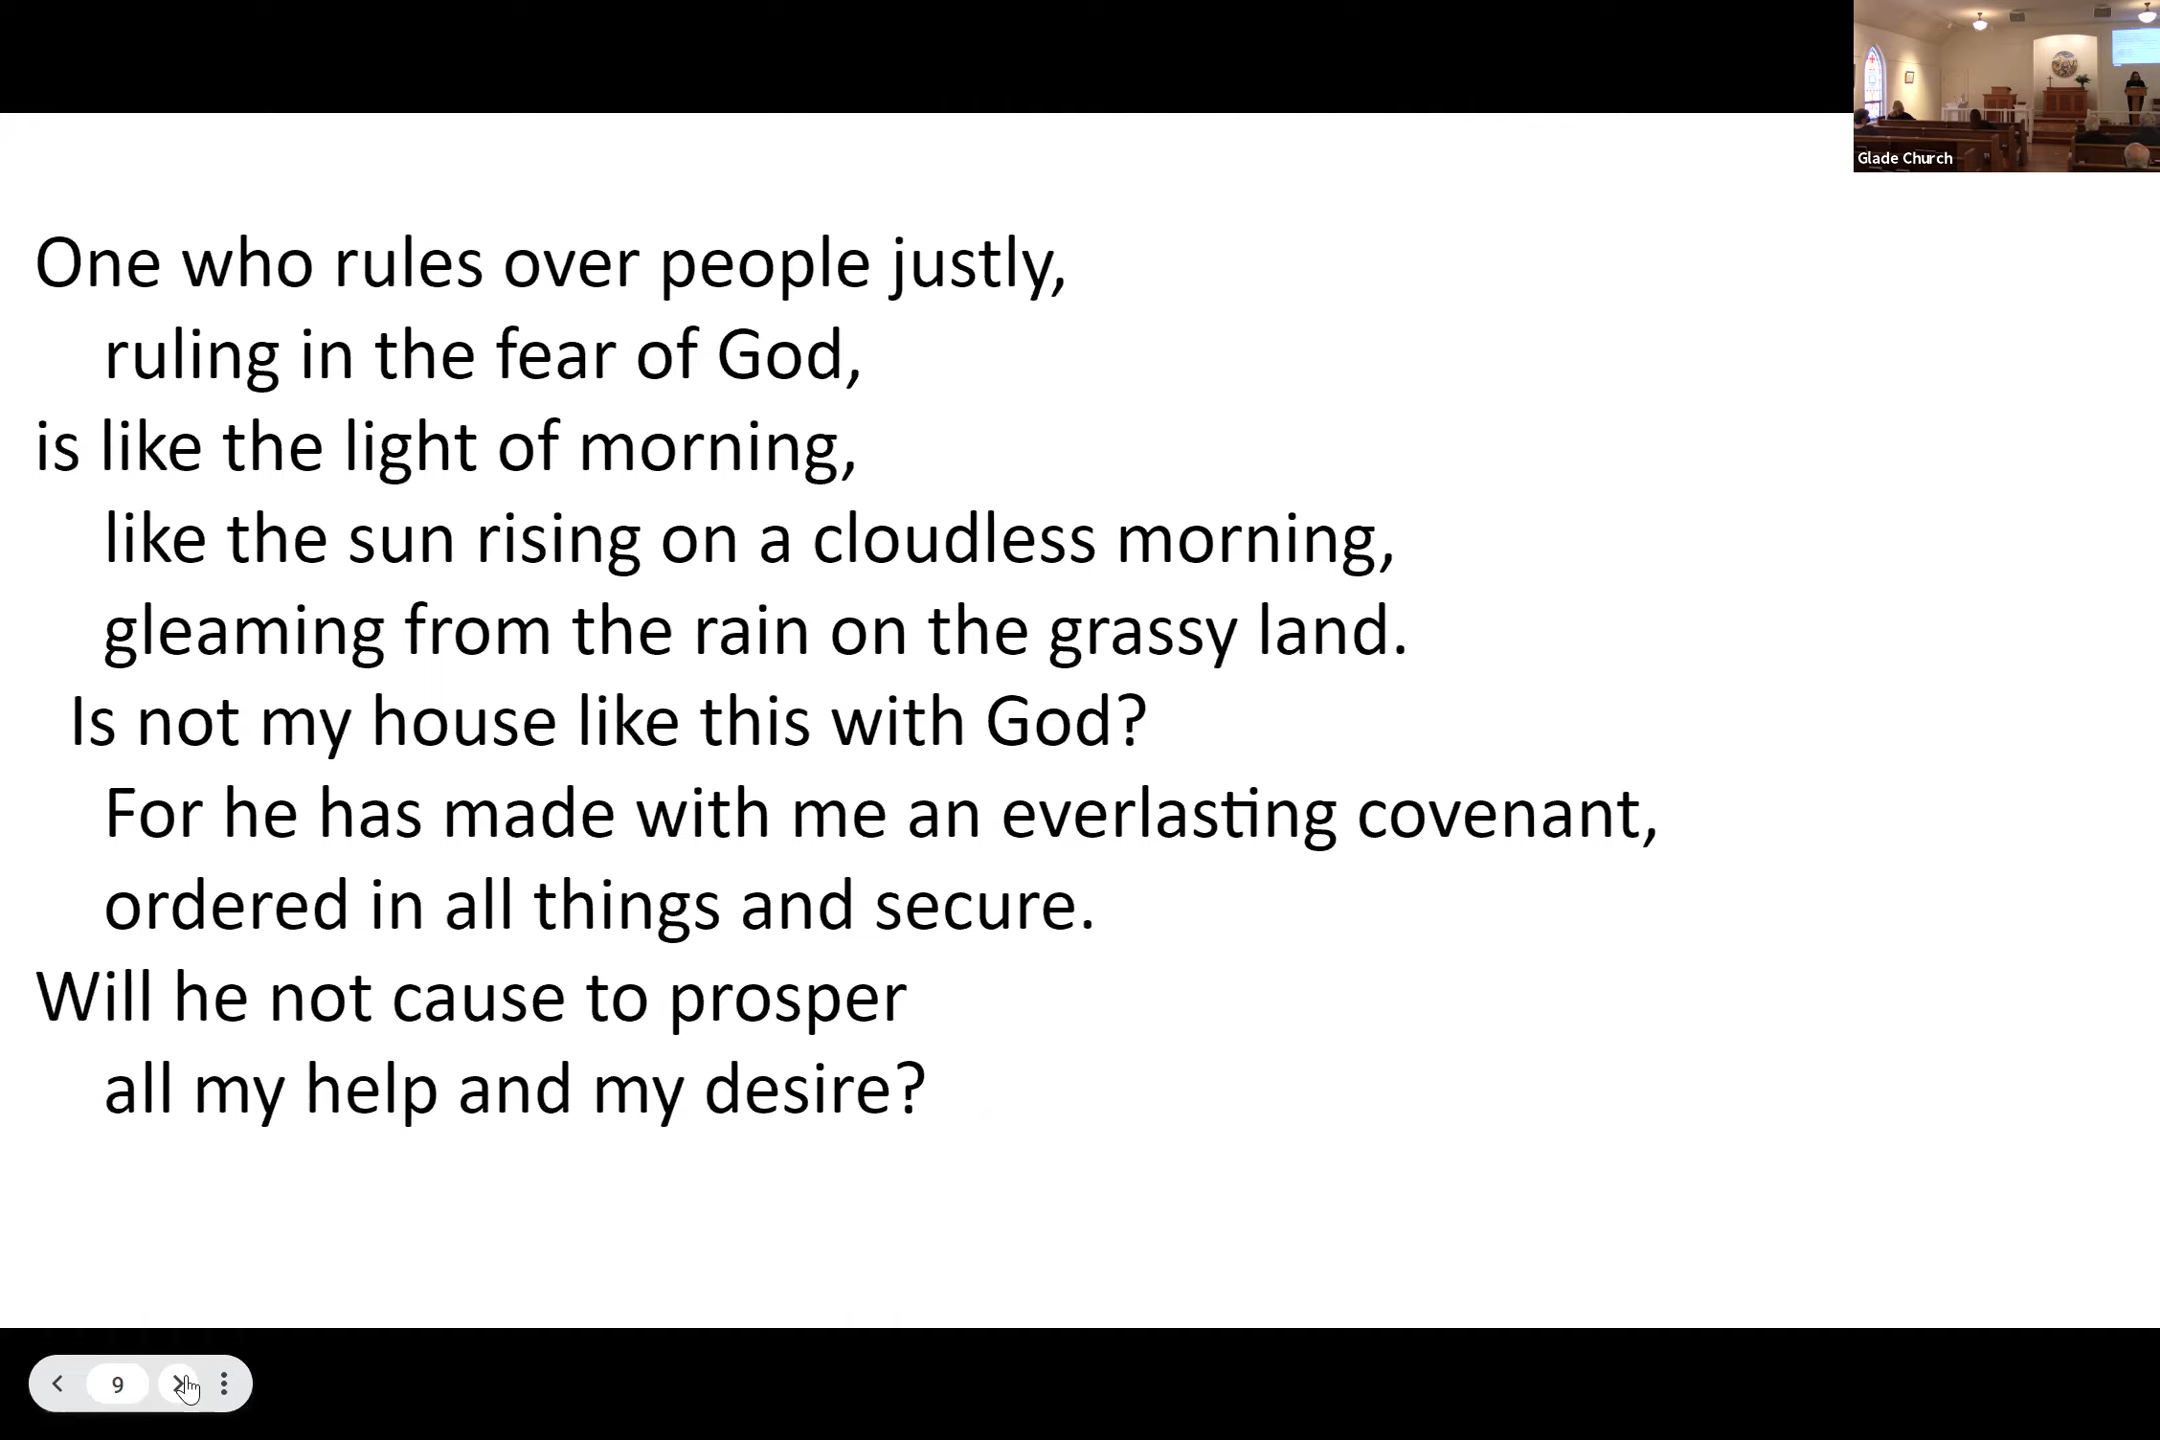 Glade Church
One who rules over people justly,
ruling in the fear of God,
is like the light of morning,
like the sun rising on a cloudless morning,
gleaming from the rain on the grassy land.
Is not my house like this with God?
For he has made with me an everlasting covenant,
ordered in all things and secure.
Will he not cause to prosper
all my help and my desire?
9